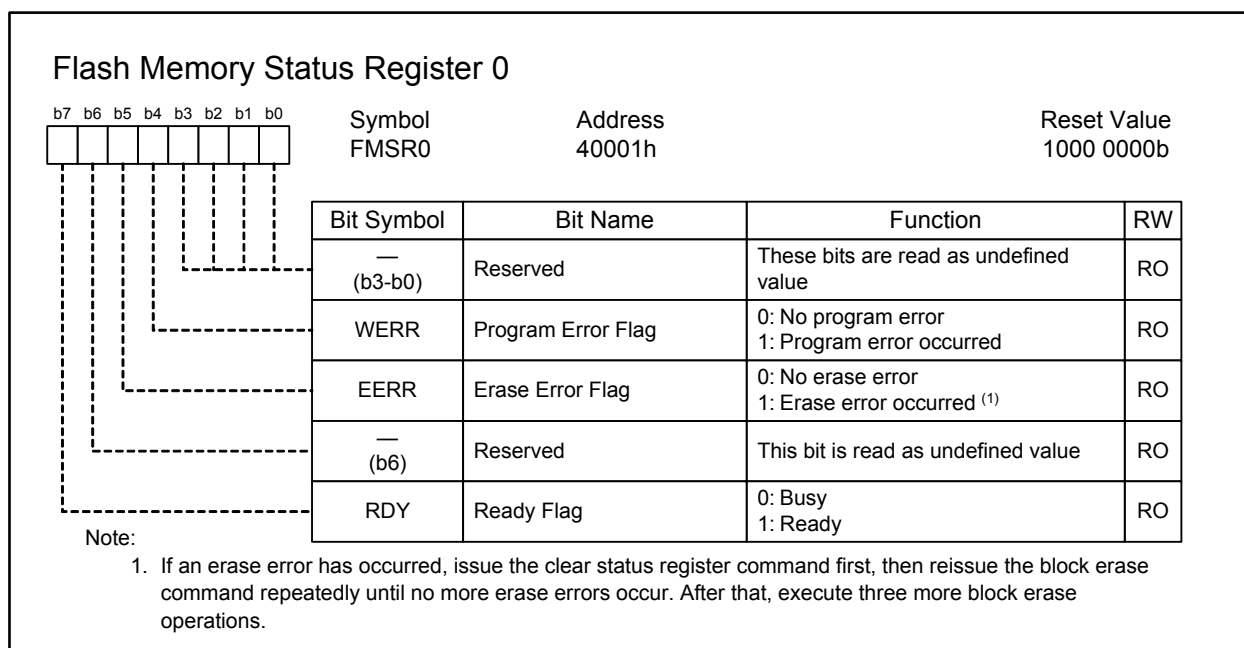 Flash Memory Status Register 0
b7 b6 b5 b4 b3 b2 b1 b0
Symbol Address Reset Value
FMSR0 40001h 1000 0000b
Bit Symbol Bit Name Function RW
— (b3-b0) Reserved These bits are read as undefined value RO
WERR Program Error Flag 0: No program error
1: Program error occurred RO
EERR Erase Error Flag 0: No erase error
1: Erase error occurred (1) RO
— (b6) Reserved This bit is read as undefined value RO
RDY Ready Flag 0: Busy
1: Ready RO
Note:
1. If an erase error has occurred, issue the clear status register command first, then reissue the block erase
command repeatedly until no more erase errors occur. After that, execute three more block erase
operations.